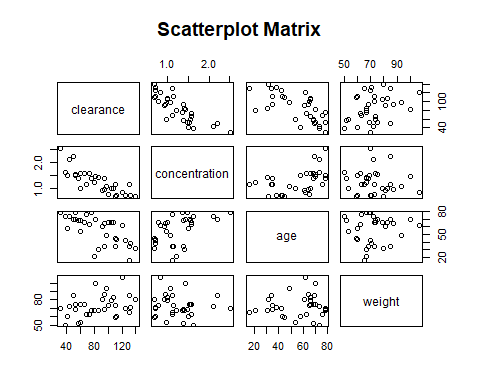 Scatterplot Matrix
1.0 2.0
50 70 90
clearance
40 100
concentration
1.0 2.0
age
20 50 80
weight
50 80
40 80 120
20 40 60 80